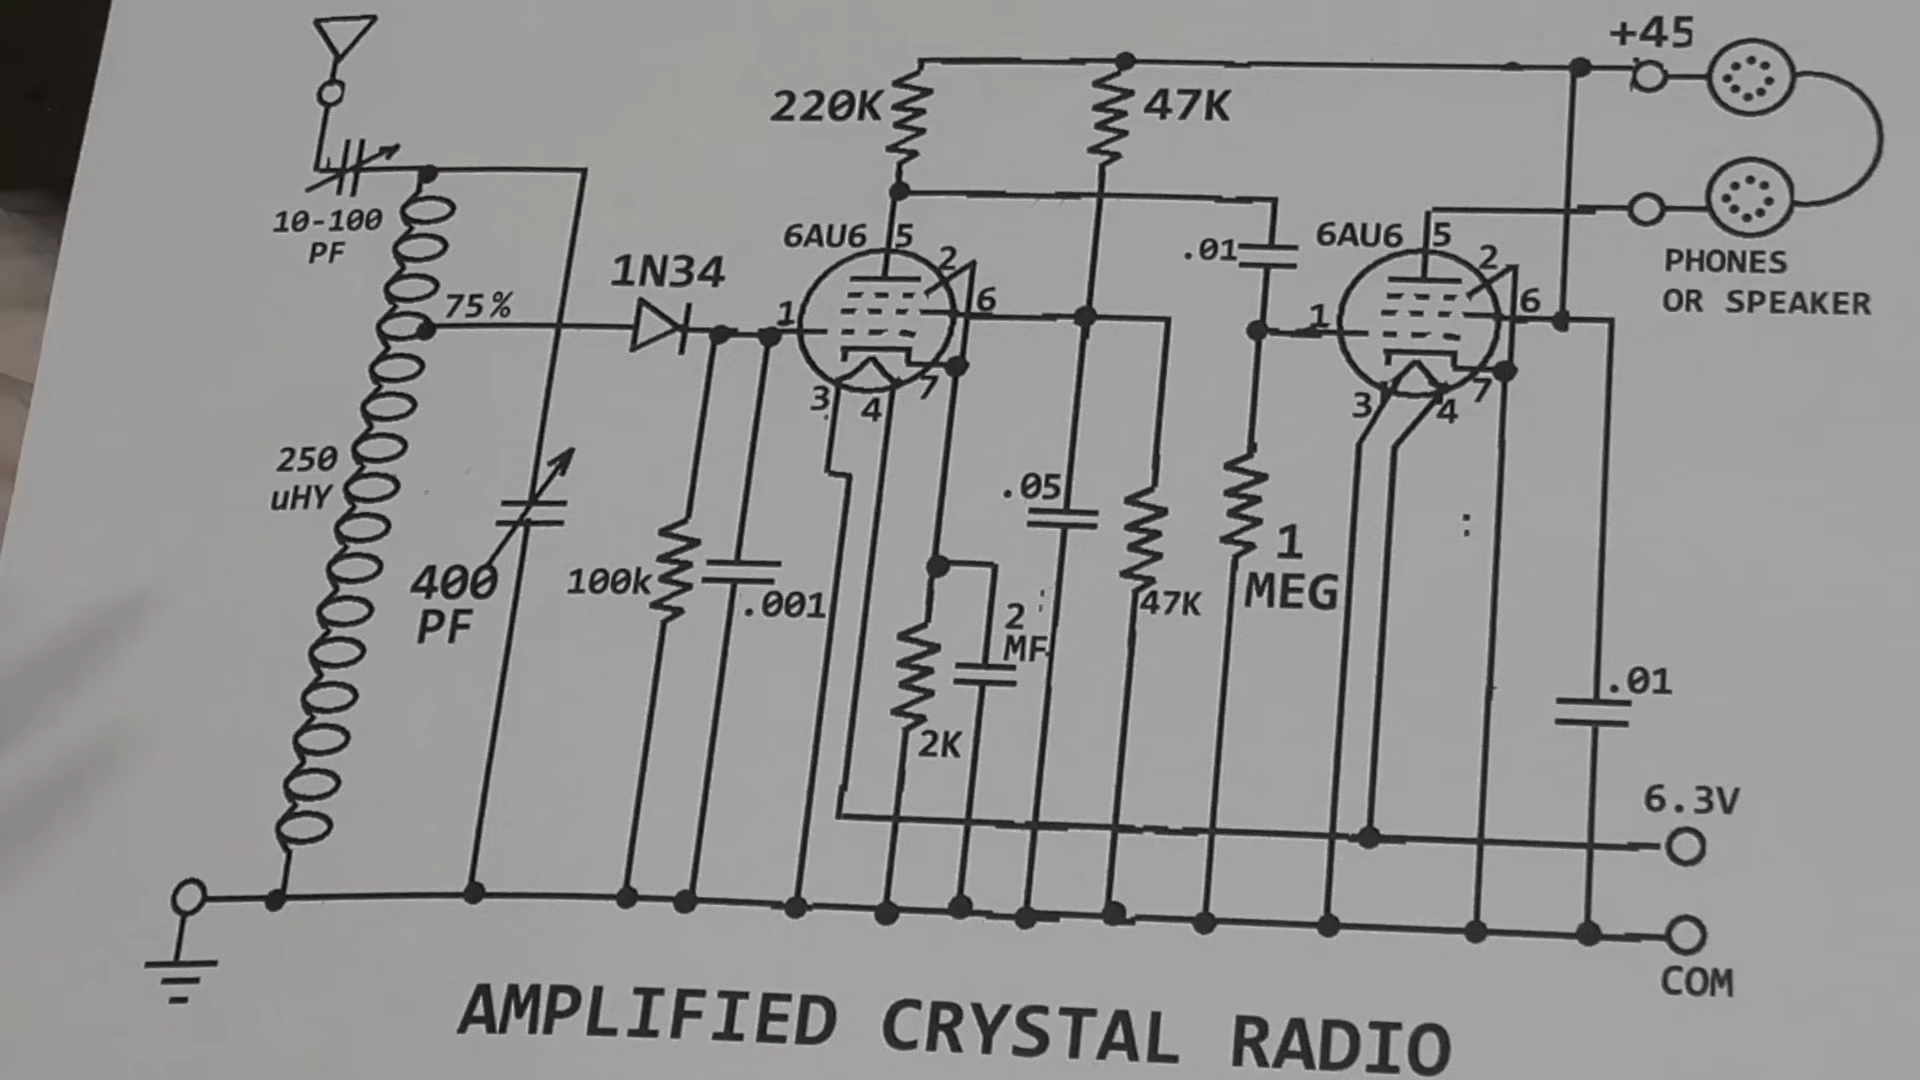 +45
220K
47K
10-100
PF
75%
1N34
6AU6
5
2
6
1
3
4
7
.01
6AU6
5
2
6
1
3
4
7
PHONES
OR SPEAKER
250
uHY
400
PF
100k
.001
2
MF
2K
.05
47K
1
MEG
.01
6.3V
COM
AMPLIFIED CRYSTAL RADIO